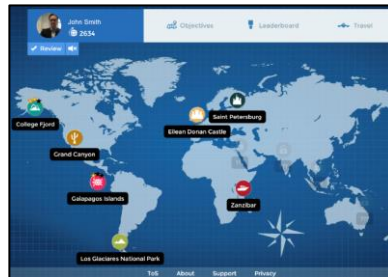 John Smith
2634
Objectives
Leaderboard
Travel
Review
College Fjord
Saint Petersburg
Eilean Donan Castle
Grand Canyon
Galapagos Islands
Zanzibar
Los Glaciares National Park
ToS About Support Privacy